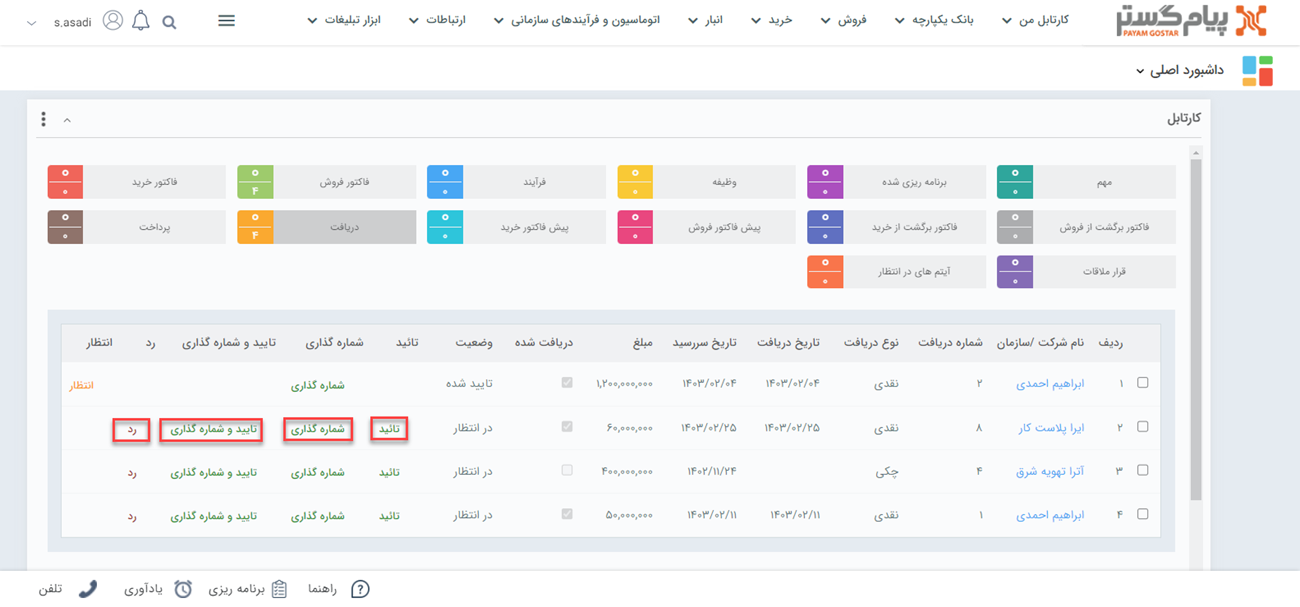 پیام گستر
PAYAM GOSTAR
کارتابل من
بانک یکپارچه
فروش
خرید
انبار
اتوماسیون و فرآیندهای سازمانی
ارتباطات
ابزار تبلیغات
s.asadi
داشبورد اصلی
کارتابل
مهم ۰ ۰
برنامه ریزی شده ۰ ۰
وظیفه ۰ ۰
فرآیند ۰ ۰
فاکتور فروش ۰ ۴
فاکتور خرید ۰ ۰
فاکتور برگشت از فروش ۰ ۰
فاکتور برگشت از خرید ۰ ۰
پیش فاکتور فروش ۰ ۰
پیش فاکتور خرید ۰ ۰
دریافت ۰ ۴
پرداخت ۰ ۰
قرار ملاقات ۰ ۰
آیتم های در انتظار ۰ ۰
ردیف نام شرکت /سازمان شماره دریافت نوع دریافت تاریخ دریافت تاریخ سررسید مبلغ دریافت شده وضعیت تائید شماره گذاری تایید و شماره گذاری رد انتظار
۱ ابراهیم احمدی ۲ نقدی ۱۴۰۳/۰۲/۰۴ ۱۴۰۳/۰۲/۰۴ ۱,۲۰۰,۰۰۰,۰۰۰ تایید شده شماره گذاری انتظار
۲ ایرا پلاست کار ۸ نقدی ۱۴۰۳/۰۲/۲۵ ۱۴۰۳/۰۲/۲۵ ۶۰,۰۰۰,۰۰۰ در انتظار تائید شماره گذاری تایید و شماره گذاری رد
۳ آترا تهویه شرق ۴ چکی ۱۴۰۲/۱۱/۲۴ ۴۰۰,۰۰۰,۰۰۰ در انتظار تائید شماره گذاری تایید و شماره گذاری رد
۴ ابراهیم احمدی ۱ نقدی ۱۴۰۳/۰۲/۱۱ ۱۴۰۳/۰۲/۱۱ ۵۰,۰۰۰,۰۰۰ در انتظار تائید شماره گذاری تایید و شماره گذاری رد
راهنما
برنامه ریزی
یادآوری
تلفن